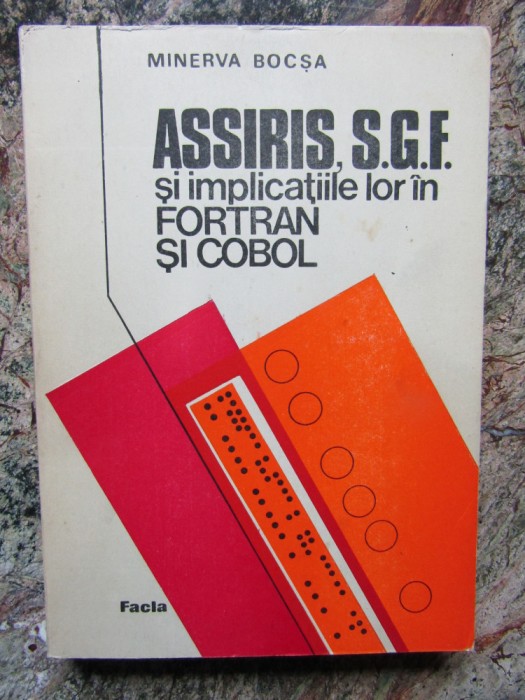 MINERVA BOCȘA
ASSIRIS, S.G.F.
și implicațiile lor în
FORTRAN
ȘI COBOL
Facla